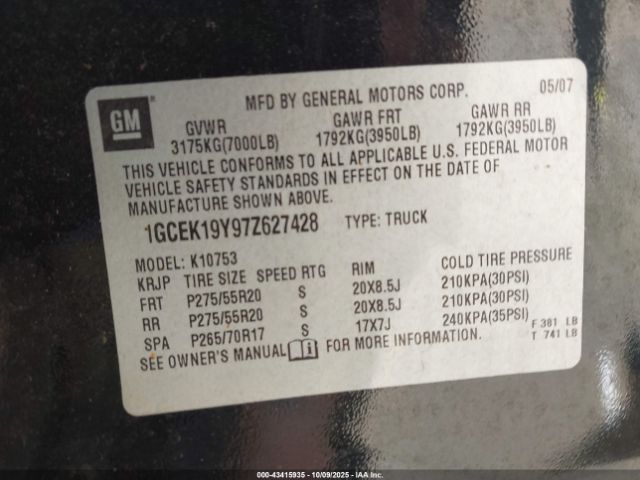 GM
MFD BY GENERAL MOTORS CORP. 05/07
GVWR GAWR FRT GAWR RR
3175KG(7000LB) 1792KG(3950LB) 1792KG(3950LB)
THIS VEHICLE CONFORMS TO ALL APPLICABLE U.S. FEDERAL MOTOR
VEHICLE SAFETY STANDARDS IN EFFECT ON THE DATE OF
MANUFACTURE SHOWN ABOVE.
1GCEK19Y97Z627428 TYPE: TRUCK
MODEL: K10753
KRJP TIRE SIZE SPEED RTG RIM COLD TIRE PRESSURE
FRT P275/55R20 S 20X8.5J 210KPA(30PSI)
RR P275/55R20 S 20X8.5J 210KPA(30PSI)
SPA P265/70R17 S 17X7J 240KPA(35PSI)
SEE OWNER'S MANUAL i FOR MORE INFORMATION.
F 381 LB
T 741 LB
000-43415935 - 10/09/2025 - IAA Inc.